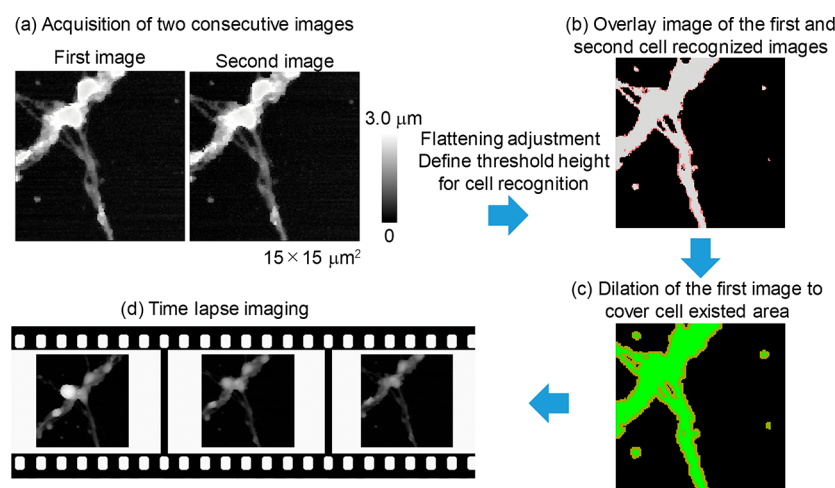 (a) Acquisition of two consecutive images
First image
Second image
3.0 μm
0
15×15 μm²
Flattening adjustment
Define threshold height
for cell recognition
(b) Overlay image of the first and
second cell recognized images
(c) Dilation of the first image to
cover cell existed area
(d) Time lapse imaging